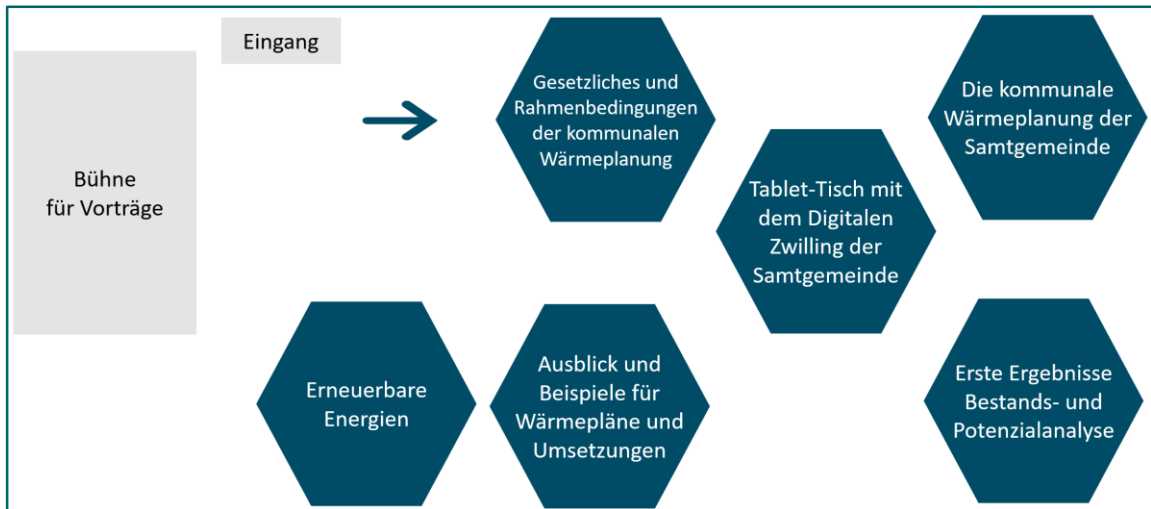 Eingang
Bühne
für Vorträge
Gesetzliches und
Rahmenbedingungen
der kommunalen
Wärmeplanung
Die kommunale
Wärmeplanung der
Samtgemeinde
Tablet-Tisch mit
dem Digitalen
Zwilling der
Samtgemeinde
Erneuerbare
Energien
Ausblick und
Beispiele für
Wärmepläne und
Umsetzungen
Erste Ergebnisse
Bestands- und
Potenzialanalyse